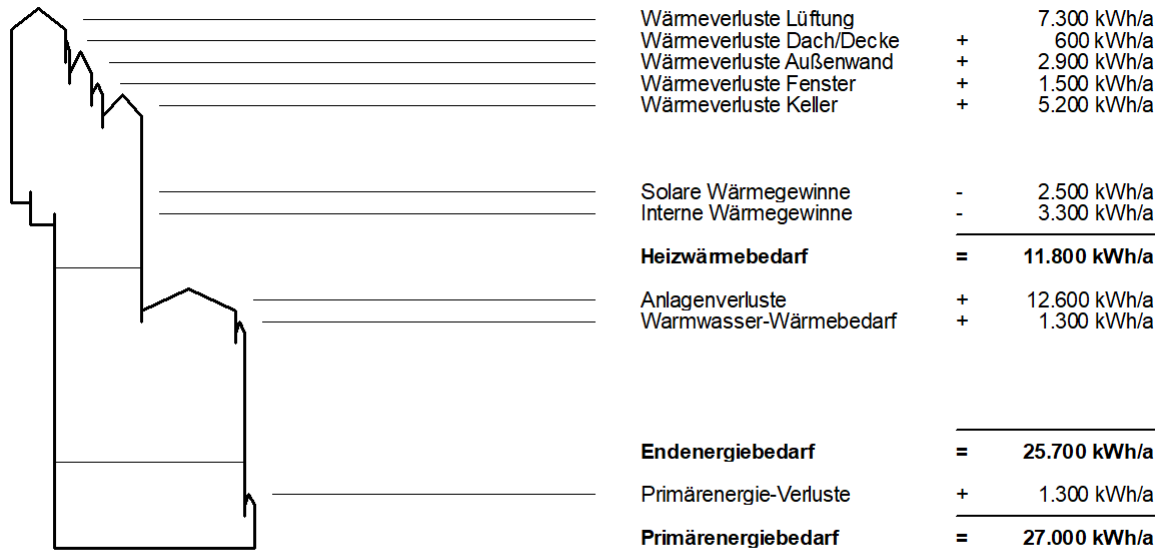 Wärmeverluste Lüftung 7.300 kWh/a
Wärmeverluste Dach/Decke + 600 kWh/a
Wärmeverluste Außenwand + 2.900 kWh/a
Wärmeverluste Fenster + 1.500 kWh/a
Wärmeverluste Keller + 5.200 kWh/a
Solare Wärmegewinne - 2.500 kWh/a
Interne Wärmegewinne - 3.300 kWh/a
Heizwärmebedarf = 11.800 kWh/a
Anlagenverluste + 12.600 kWh/a
Warmwasser-Wärmebedarf + 1.300 kWh/a
Endenergiebedarf = 25.700 kWh/a
Primärenergie-Verluste + 1.300 kWh/a
Primärenergiebedarf = 27.000 kWh/a